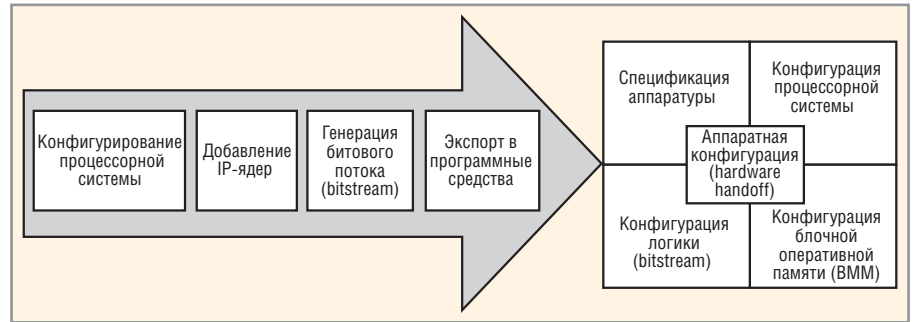 Конфигурирование
процессорной
системы
Добавление
IP-ядер
Генерация
битового
потока
(bitstream)
Экспорт в
программные
средства
Спецификация
аппаратуры
Конфигурация
процессорной
системы
Аппаратная
конфигурация
(hardware
handoff)
Конфигурация
логики
(bitstream)
Конфигурация
блочной
оперативной
памяти (BMM)